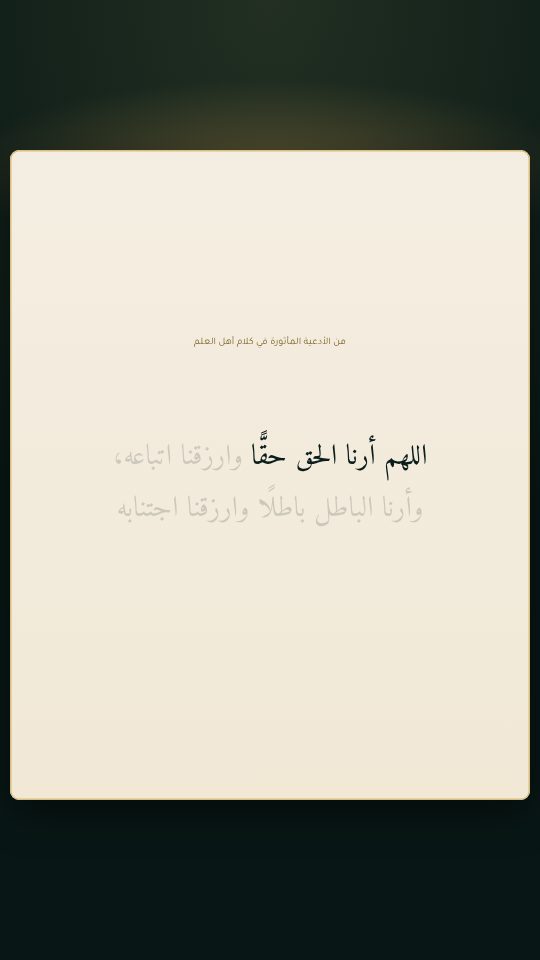 من الأدعية المأثورة في كلام أهل العلم
اللهم أرنا الحق حقًّا وارزقنا اتباعه،
وأرنا الباطل باطلًا وارزقنا اجتنابه